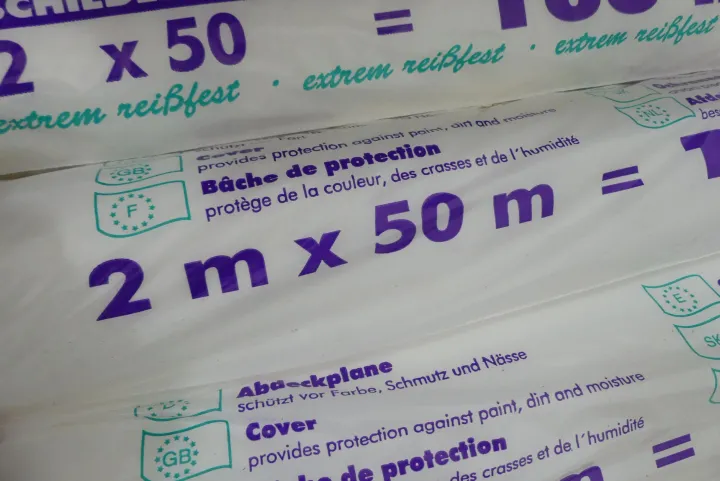 2 x 50 =
extrem reißfest · extrem reißfest · extrem reißfest
Cover
provides protection against paint, dirt and moisture
GB
NL
Bâche de protection
F
protège de la couleur, des crasses et de l'humidité
2 m x 50 m =
E
SK
Abdeckplane
schützt vor Farbe, Schmutz und Nässe
Cover
GB
provides protection against paint, dirt and moisture
de protection
des crasses et de l'humidité
=